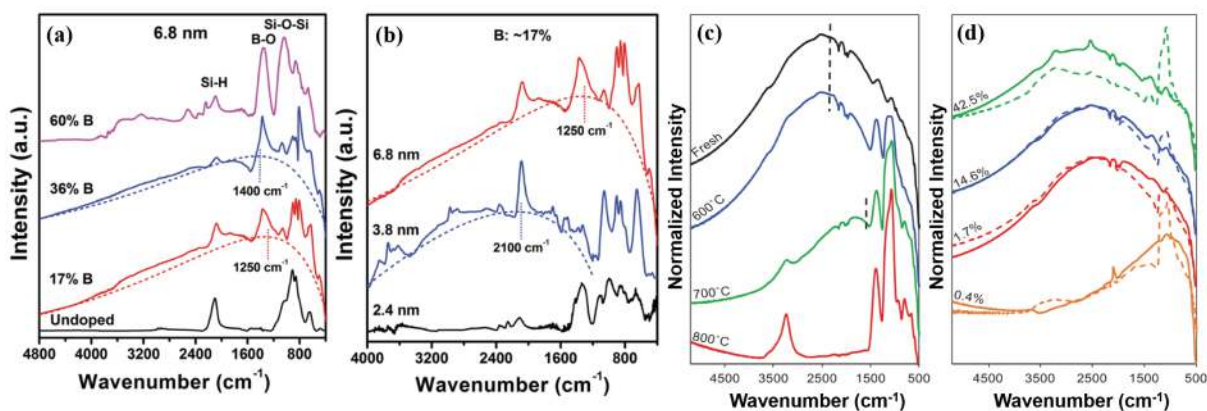 (a)
6.8 nm
Si-O-Si
B-O
Si-H
60% B
36% B
1400 cm⁻¹
17% B
1250 cm⁻¹
Undoped
Intensity (a.u.)
4800 4000 3200 2400 1600 800
Wavenumber (cm⁻¹)
(b)
B: ~17%
1250 cm⁻¹
6.8 nm
3.8 nm
2100 cm⁻¹
2.4 nm
Intensity (a.u.)
4000 3200 2400 1600 800
Wavenumber (cm⁻¹)
(c)
Fresh
600°C
700°C
800°C
Normalized Intensity
4500 3500 2500 1500 500
Wavenumber (cm⁻¹)
(d)
42.5%
14.6%
1.7%
0.4%
Normalized Intensity
4500 3500 2500 1500 500
Wavenumber (cm⁻¹)